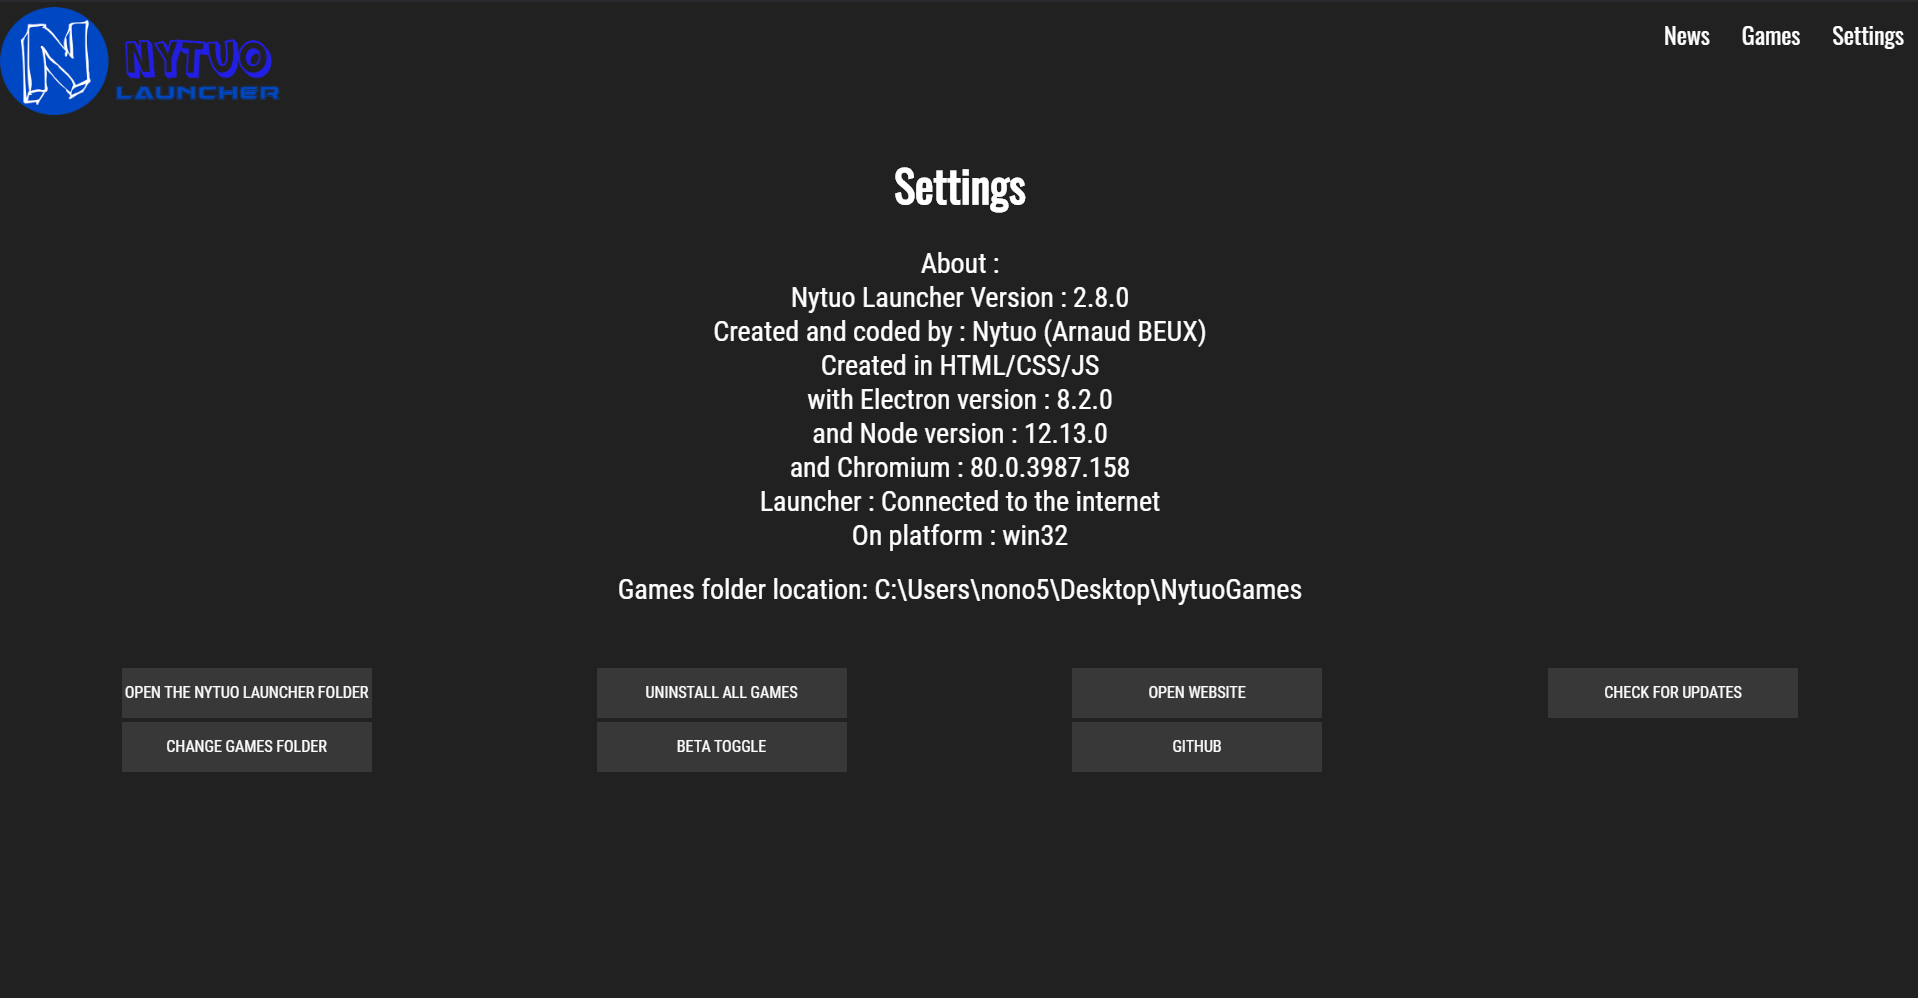 N
NYTUO
LAUNCHER
News Games Settings
Settings
About :
Nytuo Launcher Version : 2.8.0
Created and coded by : Nytuo (Arnaud BEUX)
Created in HTML/CSS/JS
with Electron version : 8.2.0
and Node version : 12.13.0
and Chromium : 80.0.3987.158
Launcher : Connected to the internet
On platform : win32
Games folder location: C:\Users\nono5\Desktop\NytuoGames
OPEN THE NYTUO LAUNCHER FOLDER
UNINSTALL ALL GAMES
OPEN WEBSITE
CHECK FOR UPDATES
CHANGE GAMES FOLDER
BETA TOGGLE
GITHUB